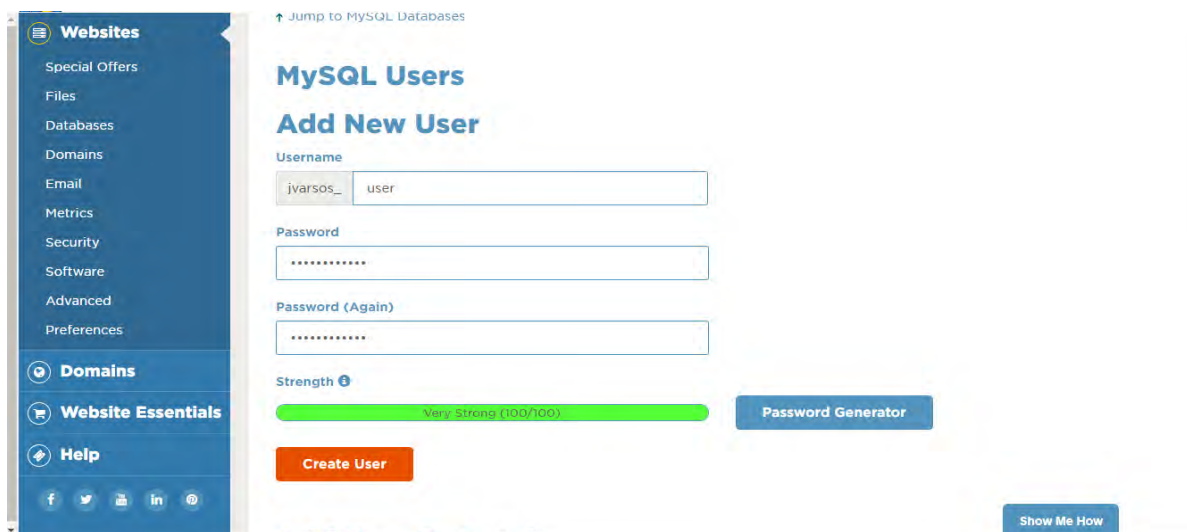 Websites
Special Offers
Files
Databases
Domains
Email
Metrics
Security
Software
Advanced
Preferences
Domains
Website Essentials
Help
Jump to MySQL Databases
MySQL Users
Add New User
Username
jvarsos_ user
Password
••••••••••••
Password (Again)
••••••••••••
Strength
Very Strong (100/100)
Password Generator
Create User
Show Me How